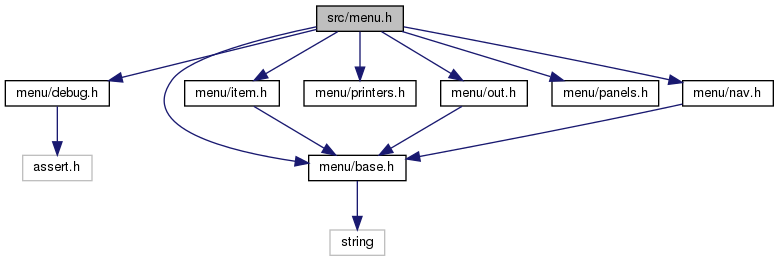 src/menu.h
menu/debug.h
menu/item.h
menu/printers.h
menu/out.h
menu/panels.h
menu/nav.h
assert.h
menu/base.h
string